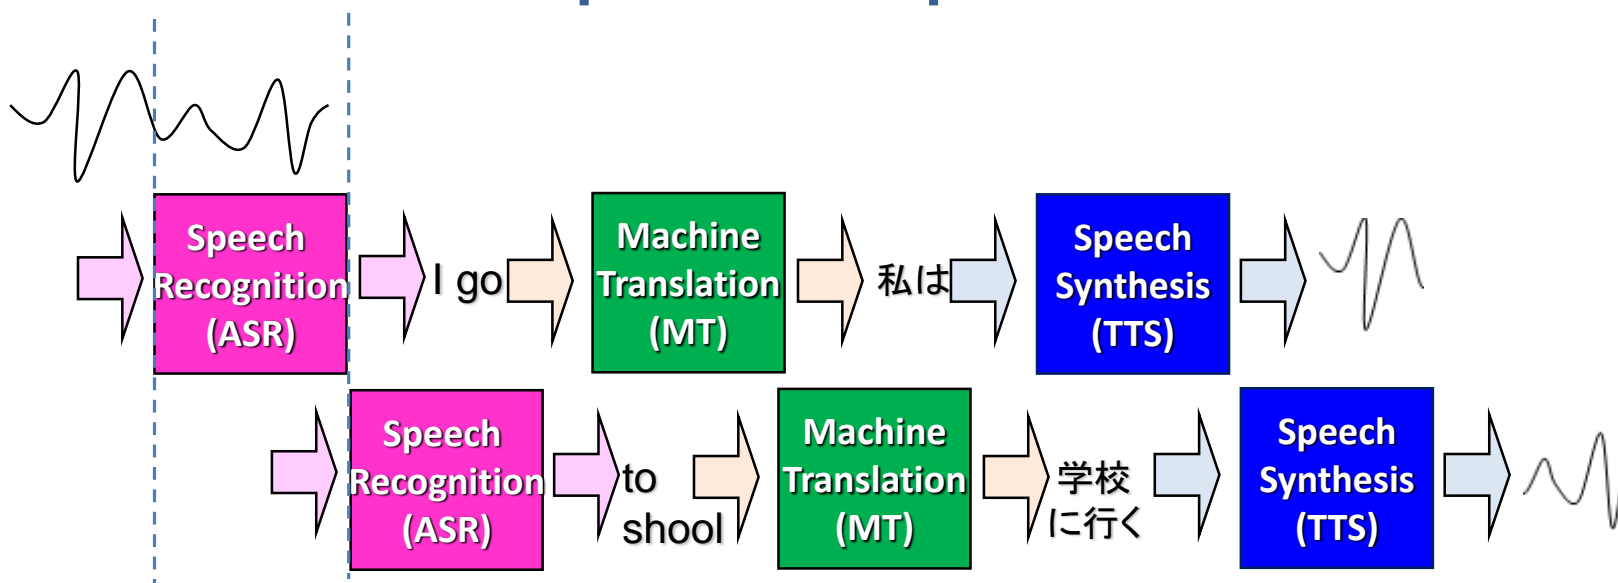 Speech
Recognition
(ASR)
I go
Machine
Translation
(MT)
私は
Speech
Synthesis
(TTS)
Speech
Recognition
(ASR)
to
shool
Machine
Translation
(MT)
学校
に行く
Speech
Synthesis
(TTS)